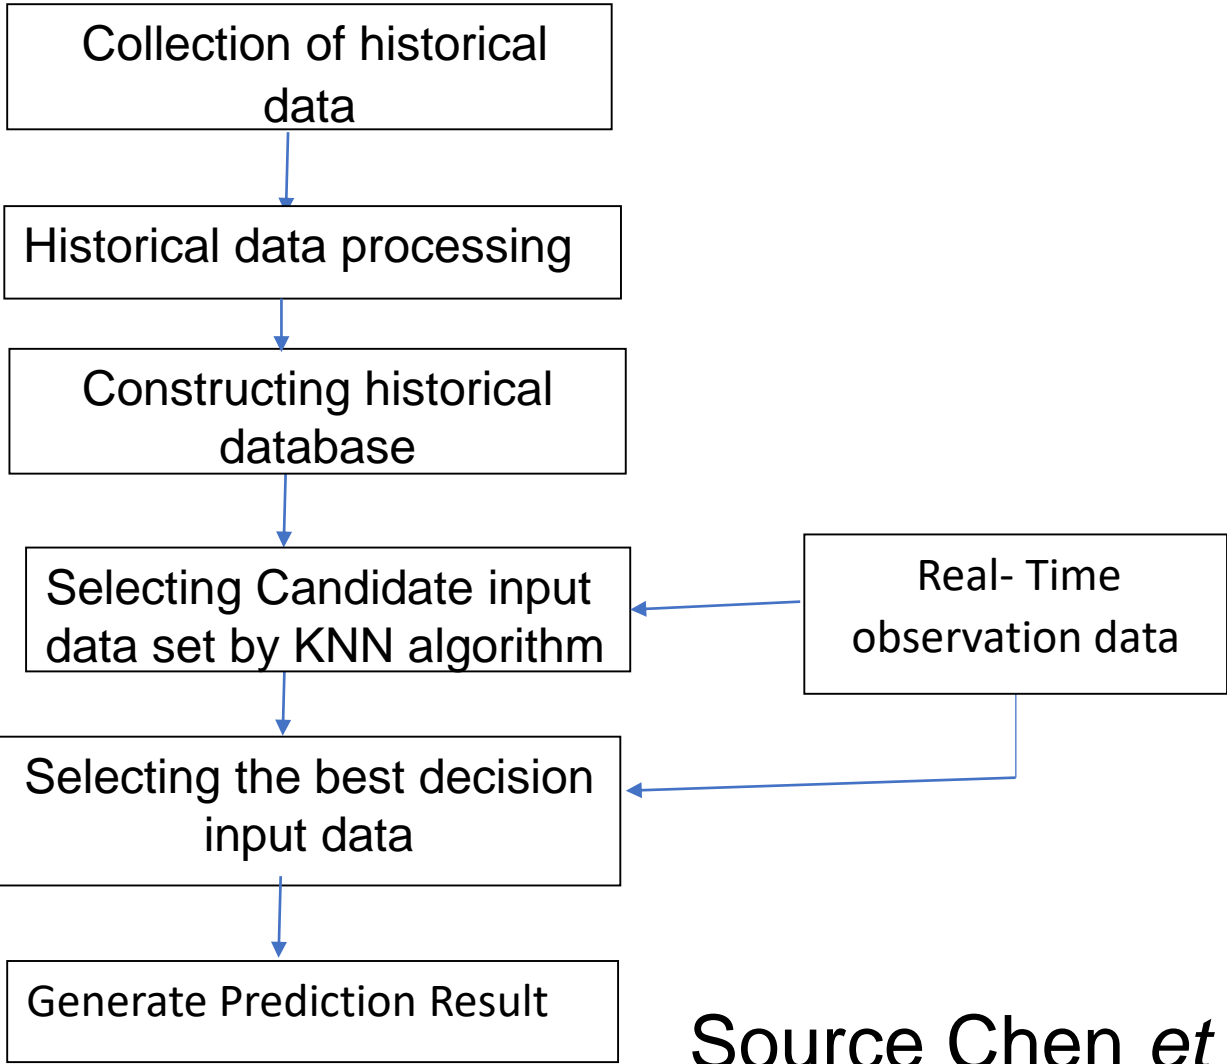 Collection of historical
data
Historical data processing
Constructing historical
database
Selecting Candidate input
data set by KNN algorithm
Real- Time
observation data
Selecting the best decision
input data
Generate Prediction Result
Source Chen et